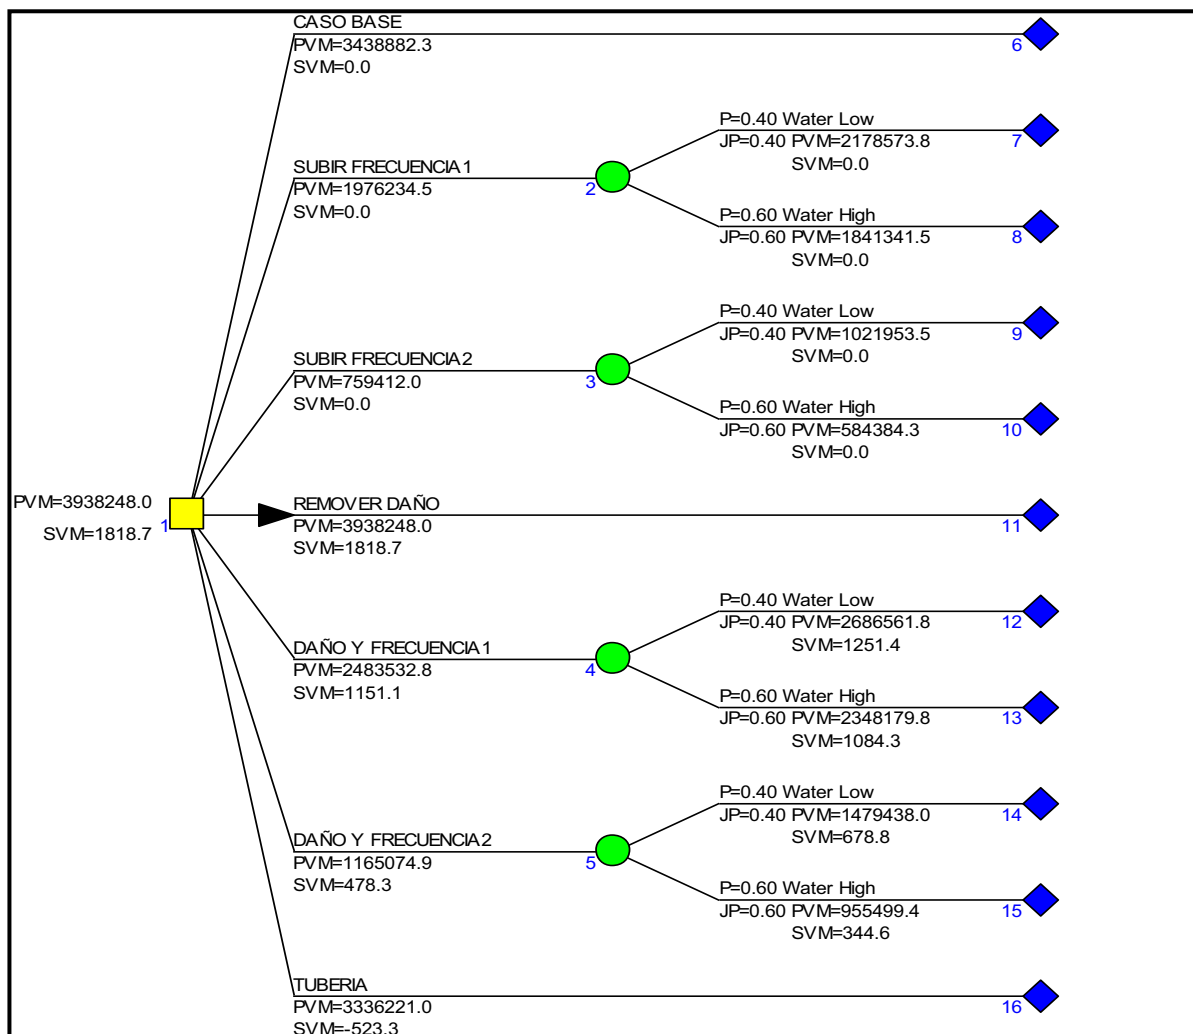 CASO BASE
PVM=3438882.3
SVM=0.0
6
P=0.40 Water Low
JP=0.40 PVM=2178573.8
SVM=0.0
7
SUBIR FRECUENCIA1
PVM=1976234.5
SVM=0.0
2
P=0.60 Water High
JP=0.60 PVM=1841341.5
SVM=0.0
8
P=0.40 Water Low
JP=0.40 PVM=1021953.5
SVM=0.0
9
SUBIR FRECUENCIA2
PVM=759412.0
SVM=0.0
3
P=0.60 Water High
JP=0.60 PVM=584384.3
SVM=0.0
10
PVM=3938248.0
SVM=1818.7
1
REMOVER DAÑO
PVM=3938248.0
SVM=1818.7
11
P=0.40 Water Low
JP=0.40 PVM=2686561.8
SVM=1251.4
12
DAÑO Y FRECUENCIA1
PVM=2483532.8
SVM=1151.1
4
P=0.60 Water High
JP=0.60 PVM=2348179.8
SVM=1084.3
13
P=0.40 Water Low
JP=0.40 PVM=1479438.0
SVM=678.8
14
DAÑO Y FRECUENCIA2
PVM=1165074.9
SVM=478.3
5
P=0.60 Water High
JP=0.60 PVM=955499.4
SVM=344.6
15
TUBERIA
PVM=3336221.0
SVM=-523.3
16